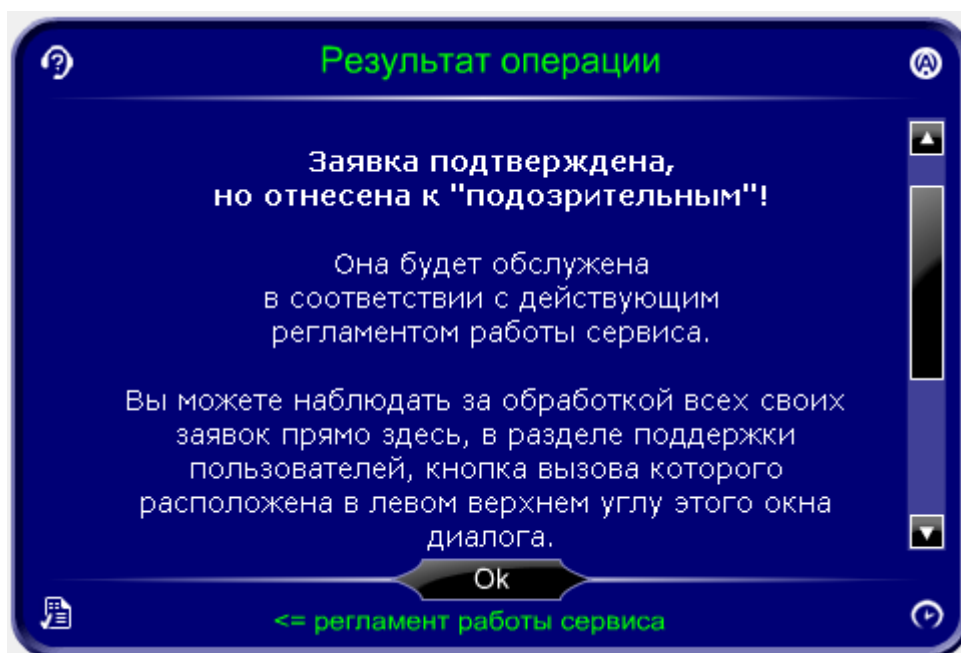 Результат операции
Заявка подтверждена,
но отнесена к "подозрительным"!
Она будет обслужена
в соответствии с действующим
регламентом работы сервиса.
Вы можете наблюдать за обработкой всех своих
заявок прямо здесь, в разделе поддержки
пользователей, кнопка вызова которого
расположена в левом верхнем углу этого окна
диалога.
Ok
<= регламент работы сервиса